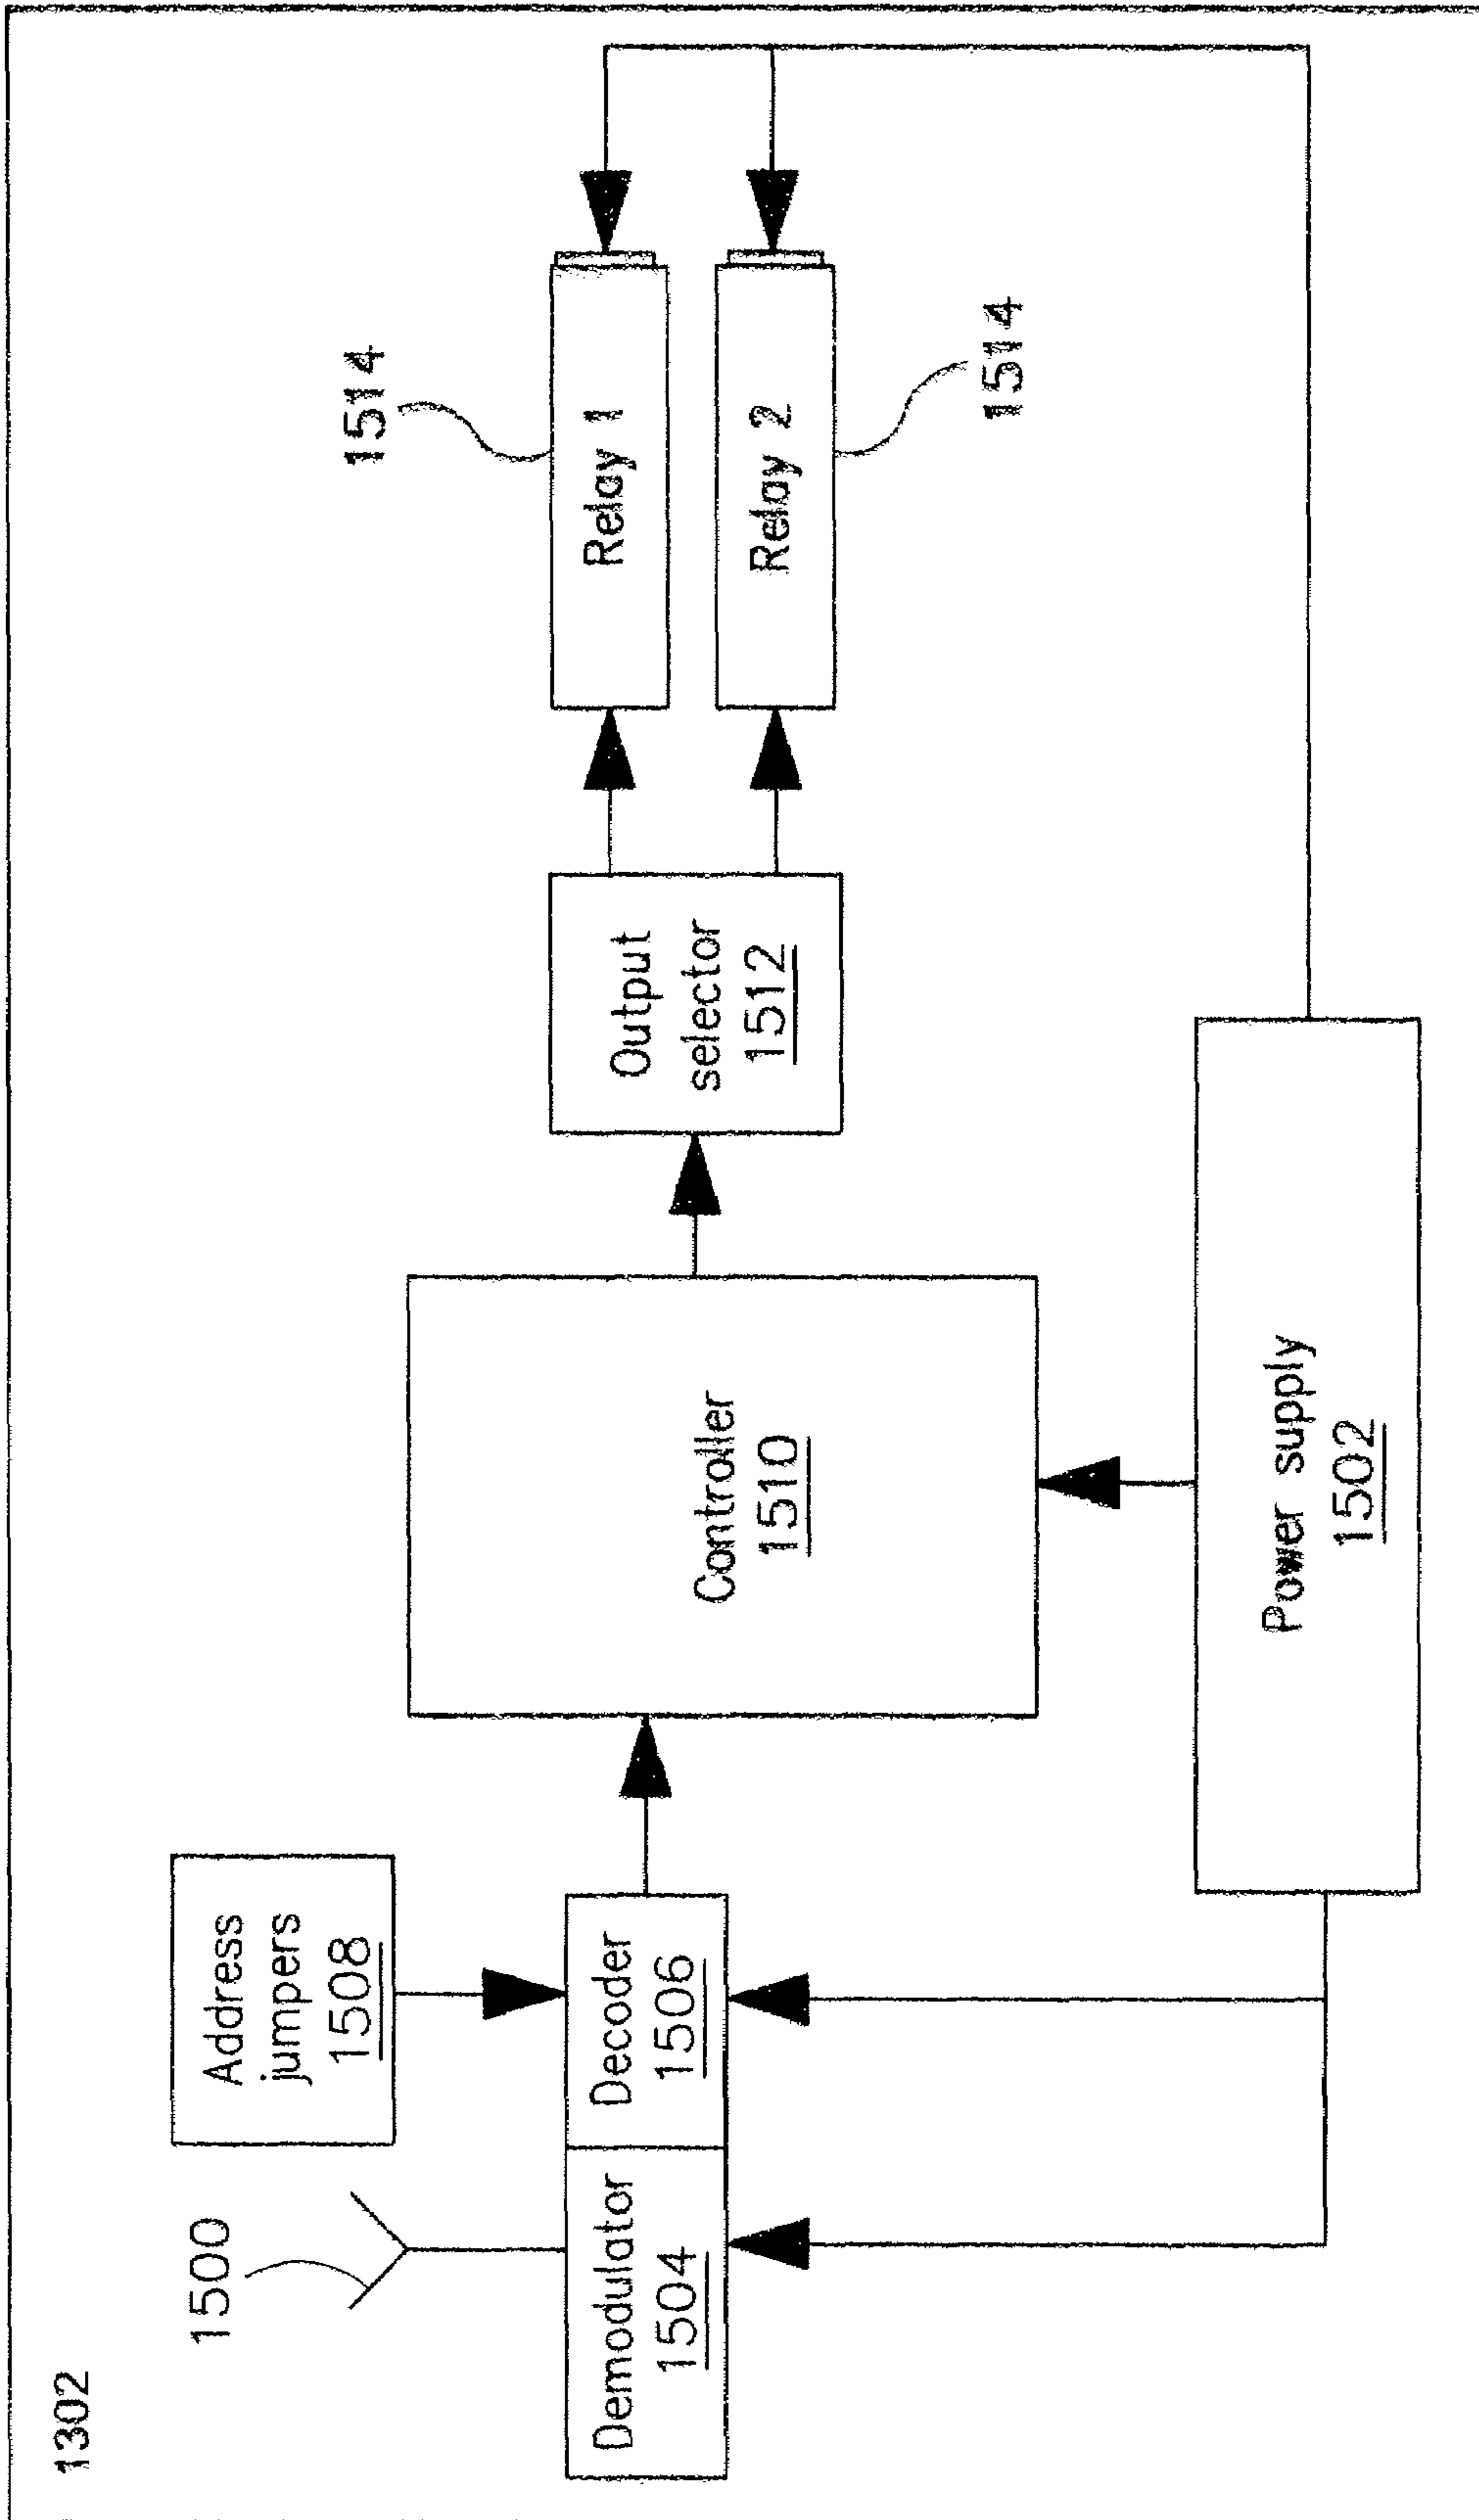 1302
1500
Address
jumpers
1508
Demodulator
1504
Decoder
1506
Controller
1510
Output
selector
1512
1514
Relay 1
Relay 2
1514
Power supply
1502